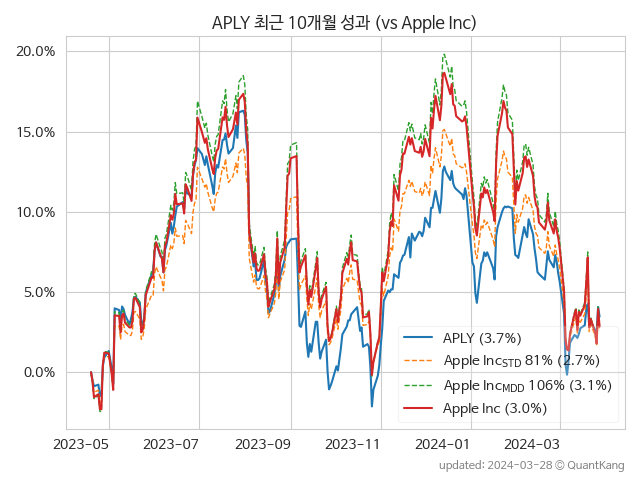 APLY 최근 10개월 성과 (vs Apple Inc)
20.0%
15.0%
10.0%
5.0%
0.0%
APLY (3.7%)
Apple IncSTD 81% (2.7%)
Apple IncMDD 106% (3.1%)
Apple Inc (3.0%)
2023-05 2023-07 2023-09 2023-11 2024-01 2024-03
updated: 2024-03-28 © QuantKang